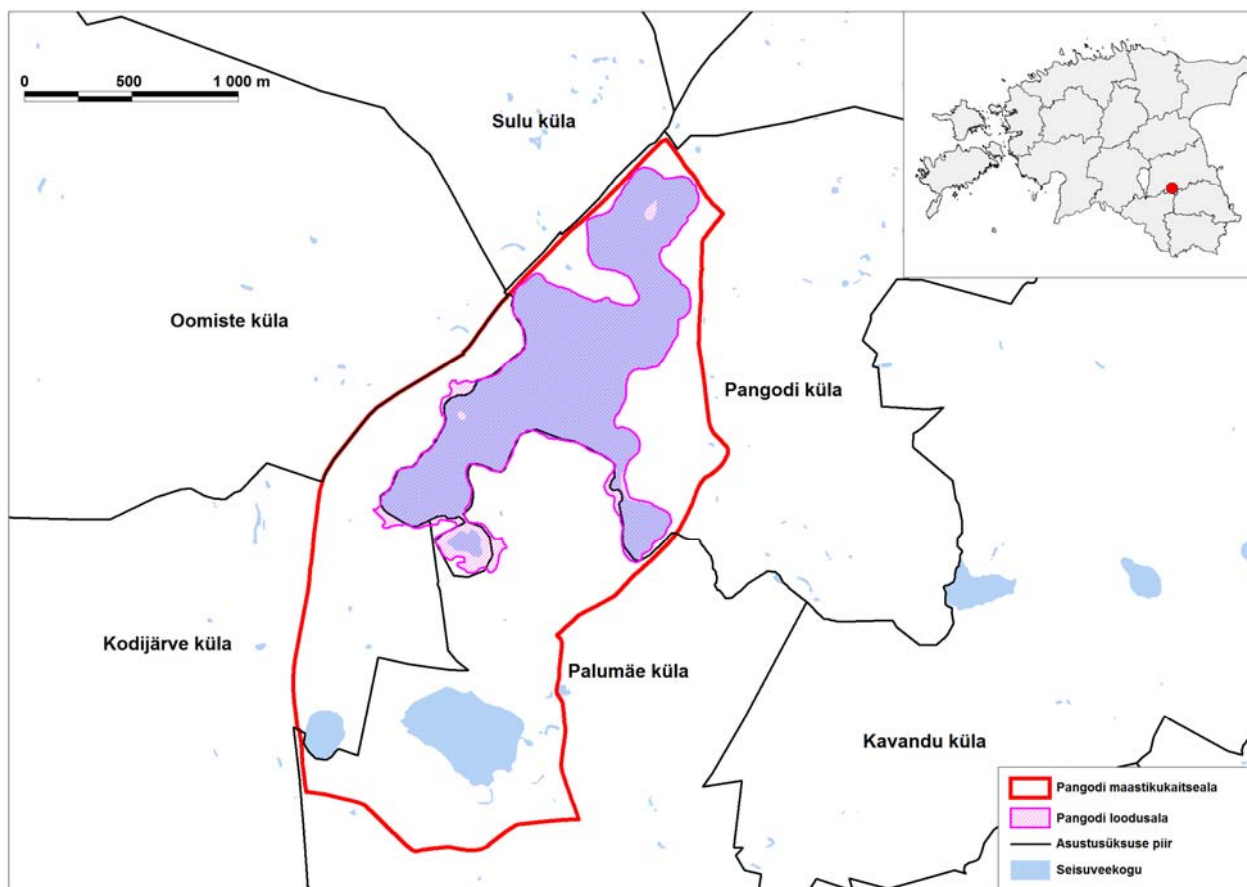 0 500 1 000 m
Sulu küla
Oomiste küla
Pangodi küla
Kodijärve küla
Palumäe küla
Kavandu küla
Pangodi maastikukaitseala
Pangodi loodusala
Asustusüksuse piir
Seisuveekogu